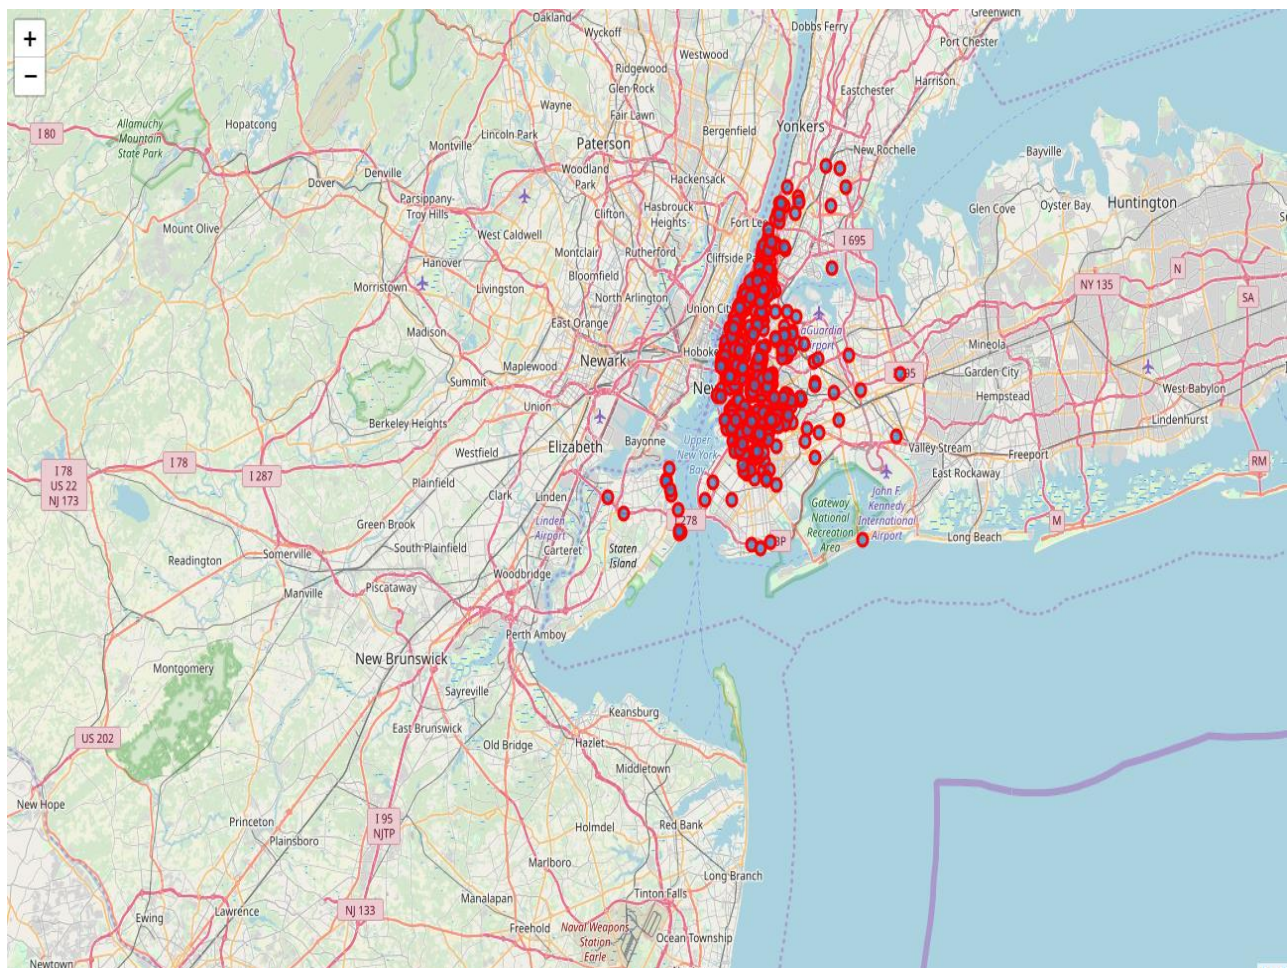 +
−
Oakland
Wyckoff
Dobbs Ferry
Greenwich
Port Chester
Westwood
Ridgewood
Glen Rock
Harrison
Eastchester
Wayne
Fair Lawn
Allamuchy
Mountain
State Park
Hopatcong
I 80
Lincoln Park
Bergenfield
Yonkers
Montville
Paterson
New Rochelle
Bayville
Denville
Woodland
Park
Hackensack
Dover
Parsippany-
Troy Hills
Clifton
Hasbrouck
Heights
Fort Le
Glen Cove
Oyster Bay
Huntington
Mount Olive
West Caldwell
I 695
Montclair
Rutherford
Cliffside Pa
Hanover
Bloomfield
N
Morristown
Livingston
North Arlington
NY 135
SA
Union City
East Orange
Madison
aGuardia
irport
Mineola
Maplewood
Newark
Hoboke
Garden City
Summit
New
95
West Babylon
Hempstead
Union
Berkeley Heights
Lindenhurst
Elizabeth
Bayonne
Upper
New York
Bay
Valley Stream
Freeport
Westfield
I 78
I 78
US 22
NJ 173
I 287
East Rockaway
RM
Plainfield
Clark
Linden
Linden
Airport
Gateway
National
Recreation
Area
John F.
Kennedy
International
Airport
Green Brook
278
M
Long Beach
South Plainfield
Carteret
Staten
Island
BP
Somerville
Readington
Woodbridge
Manville
Piscataway
Perth Amboy
New Brunswick
Montgomery
Sayreville
Keansburg
East Brunswick
US 202
Old Bridge
Hazlet
Middletown
New Hope
Princeton
I 95
NJTP
Plainsboro
Holmdel
Red Bank
Marlboro
Long Branch
Tinton Falls
Manalapan
Ewing
Lawrence
NJ 133
Freehold
Naval Weapons
Station
Earle
Ocean Township
Newtown